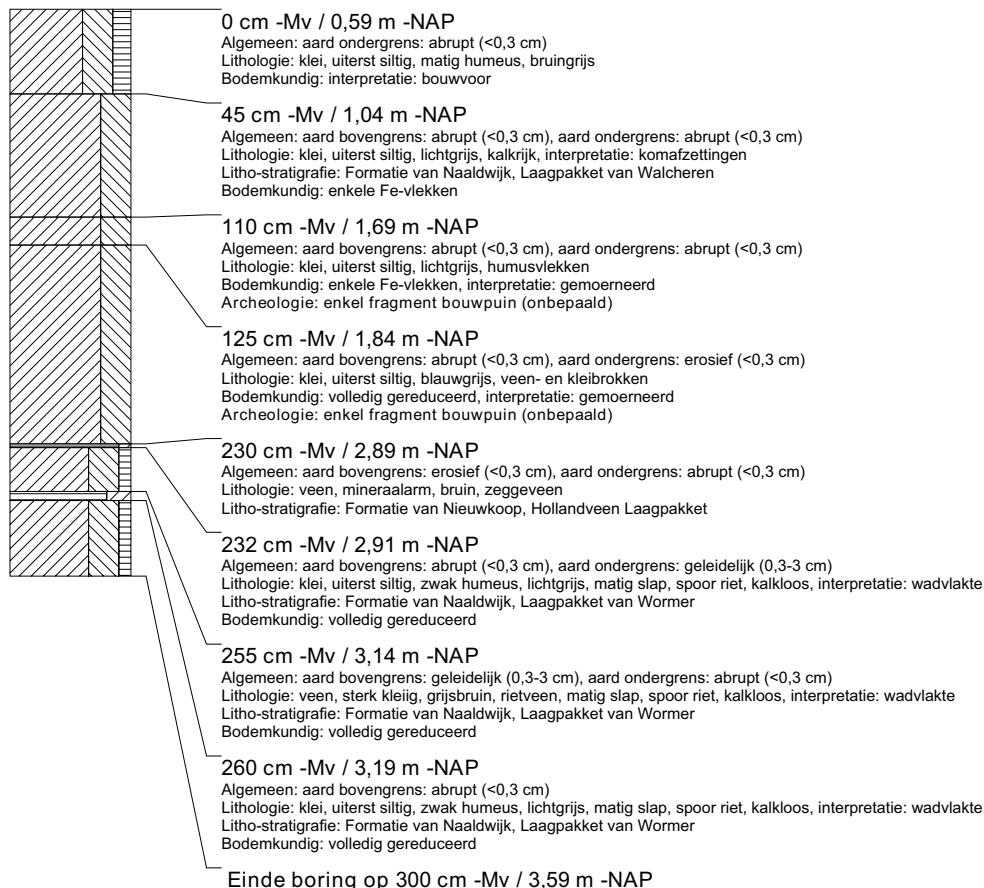 0 cm -Mv / 0,59 m -NAP
Algemeen: aard ondergrens: abrupt (<0,3 cm)
Lithologie: klei, uiterst siltig, matig humeus, bruingrijs
Bodemkundig: interpretatie: bouwvoor
45 cm -Mv / 1,04 m -NAP
Algemeen: aard bovengrens: abrupt (<0,3 cm), aard ondergrens: abrupt (<0,3 cm)
Lithologie: klei, uiterst siltig, lichtgrijs, kalkrijk, interpretatie: komafzettingen
Litho-stratigrafie: Formatie van Naaldwijk, Laagpakket van Walcheren
Bodemkundig: enkele Fe-vlekken
110 cm -Mv / 1,69 m -NAP
Algemeen: aard bovengrens: abrupt (<0,3 cm), aard ondergrens: abrupt (<0,3 cm)
Lithologie: klei, uiterst siltig, lichtgrijs, humusvlekken
Bodemkundig: enkele Fe-vlekken, interpretatie: gemoerneerd
Archeologie: enkel fragment bouwpuin (onbepaald)
125 cm -Mv / 1,84 m -NAP
Algemeen: aard bovengrens: abrupt (<0,3 cm), aard ondergrens: erosief (<0,3 cm)
Lithologie: klei, uiterst siltig, blauwgrijs, veen- en kleibrokken
Bodemkundig: volledig gereduceerd, interpretatie: gemoerneerd
Archeologie: enkel fragment bouwpuin (onbepaald)
230 cm -Mv / 2,89 m -NAP
Algemeen: aard bovengrens: erosief (<0,3 cm), aard ondergrens: abrupt (<0,3 cm)
Lithologie: veen, mineraalarm, bruin, zeggeveen
Litho-stratigrafie: Formatie van Nieuwkoop, Hollandveen Laagpakket
232 cm -Mv / 2,91 m -NAP
Algemeen: aard bovengrens: abrupt (<0,3 cm), aard ondergrens: geleidelijk (0,3-3 cm)
Lithologie: klei, uiterst siltig, zwak humeus, lichtgrijs, matig slap, spoor riet, kalkloos, interpretatie: wadvlakte
Litho-stratigrafie: Formatie van Naaldwijk, Laagpakket van Wormer
Bodemkundig: volledig gereduceerd
255 cm -Mv / 3,14 m -NAP
Algemeen: aard bovengrens: geleidelijk (0,3-3 cm), aard ondergrens: abrupt (<0,3 cm)
Lithologie: veen, sterk kleiig, grijsbruin, rietveen, matig slap, spoor riet, kalkloos, interpretatie: wadvlakte
Litho-stratigrafie: Formatie van Naaldwijk, Laagpakket van Wormer
Bodemkundig: volledig gereduceerd
260 cm -Mv / 3,19 m -NAP
Algemeen: aard bovengrens: abrupt (<0,3 cm)
Lithologie: klei, uiterst siltig, zwak humeus, lichtgrijs, matig slap, spoor riet, kalkloos, interpretatie: wadvlakte
Litho-stratigrafie: Formatie van Naaldwijk, Laagpakket van Wormer
Bodemkundig: volledig gereduceerd
Einde boring op 300 cm -Mv / 3,59 m -NAP